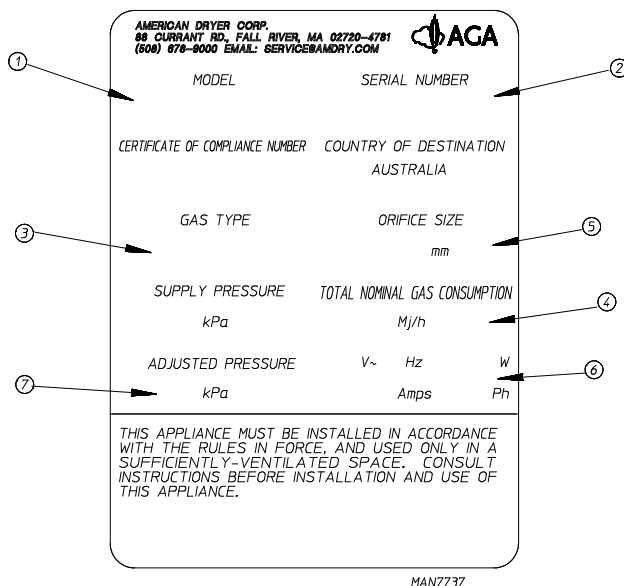 AMERICAN DRYER CORP.
88 CURRANT RD., FALL RIVER, MA 02720-4781
(508) 678-9000 EMAIL: SERVICE@AMDRY.COM
AGA
1
2
MODEL SERIAL NUMBER
CERTIFICATE OF COMPLIANCE NUMBER COUNTRY OF DESTINATION
AUSTRALIA
GAS TYPE ORIFICE SIZE
3
5
mm
SUPPLY PRESSURE TOTAL NOMINAL GAS CONSUMPTION
kPa Mj/h
4
ADJUSTED PRESSURE V~ Hz W
6
7
kPa Amps Ph
THIS APPLIANCE MUST BE INSTALLED IN ACCORDANCE
WITH THE RULES IN FORCE, AND USED ONLY IN A
SUFFICIENTLY-VENTILATED SPACE. CONSULT
INSTRUCTIONS BEFORE INSTALLATION AND USE OF
THIS APPLIANCE.
MAN7737